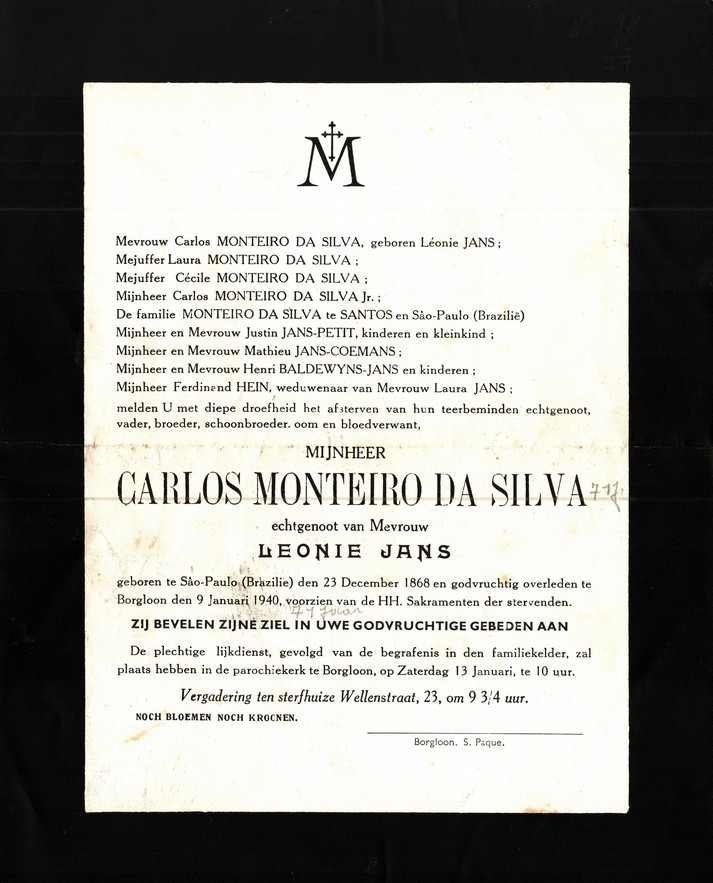 M
Mevrouw Carlos MONTEIRO DA SILVA, geboren Léonie JANS ;
Mejuffer Laura MONTEIRO DA SILVA ;
Mejuffer Cécile MONTEIRO DA SILVA ;
Mijnheer Carlos MONTEIRO DA SILVA Jr. ;
De familie MONTEIRO DA SILVA te SANTOS en Sâo-Paulo (Brazilië)
Mijnheer en Mevrouw Justin JANS-PETIT, kinderen en kleinkind ;
Mijnheer en Mevrouw Mathieu JANS-COEMANS ;
Mijnheer en Mevrouw Henri BALDEWYNS-JANS en kinderen ;
Mijnheer Ferdinand HEIN, weduwenaar van Mevrouw Laura JANS ;
melden U met diepe droefheid het afsterven van hun teerbeminden echtgenoot,
vader, broeder, schoonbroeder. oom en bloedverwant,
MIJNHEER
CARLOS MONTEIRO DA SILVA 71j.
echtgenoot van Mevrouw
LEONIE JANS
geboren te Sâo-Paulo (Brazilie) den 23 December 1868 en godvruchtig overleden te
Borgloon den 9 Januari 1940, voorzien van de HH. Sakramenten der stervenden.
71 jaar
ZIJ BEVELEN ZIJNE ZIEL IN UWE GODVRUCHTIGE GEBEDEN AAN
De plechtige lijkdienst, gevolgd van de begrafenis in den familiekelder, zal
plaats hebben in de parochiekerk te Borgloon, op Zaterdag 13 Januari, te 10 uur.
Vergadering ten sterfhuize Wellenstraat, 23, om 9 3/4 uur.
NOCH BLOEMEN NOCH KRONEN.
Borgloon. S. Paque.